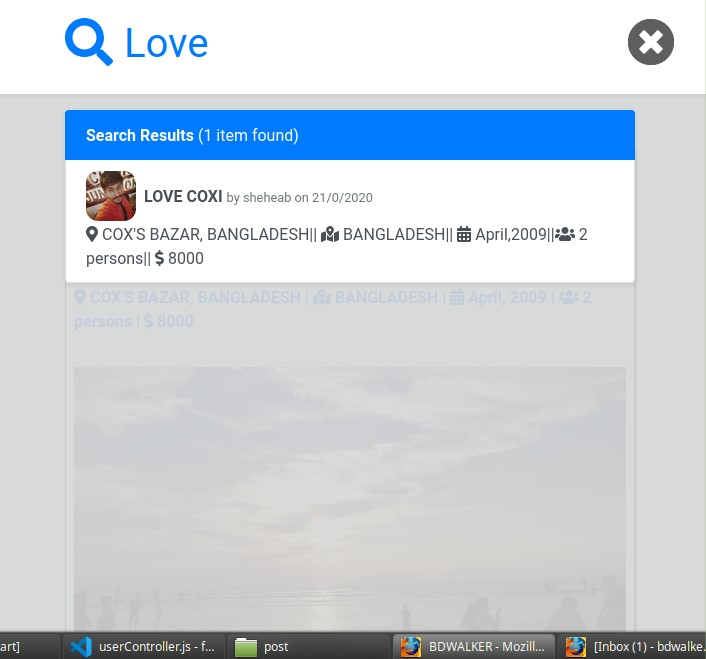 Love
Search Results (1 item found)
LOVE COXI by sheheab on 21/0/2020
COX'S BAZAR, BANGLADESH|| BANGLADESH|| April,2009|| 2
persons|| $ 8000
COX'S BAZAR, BANGLADESH | BANGLADESH | April, 2009 | 2
persons | $ 8000
art] userController.js - f... post BDWALKER - Mozill... [Inbox (1) - bdwalke.